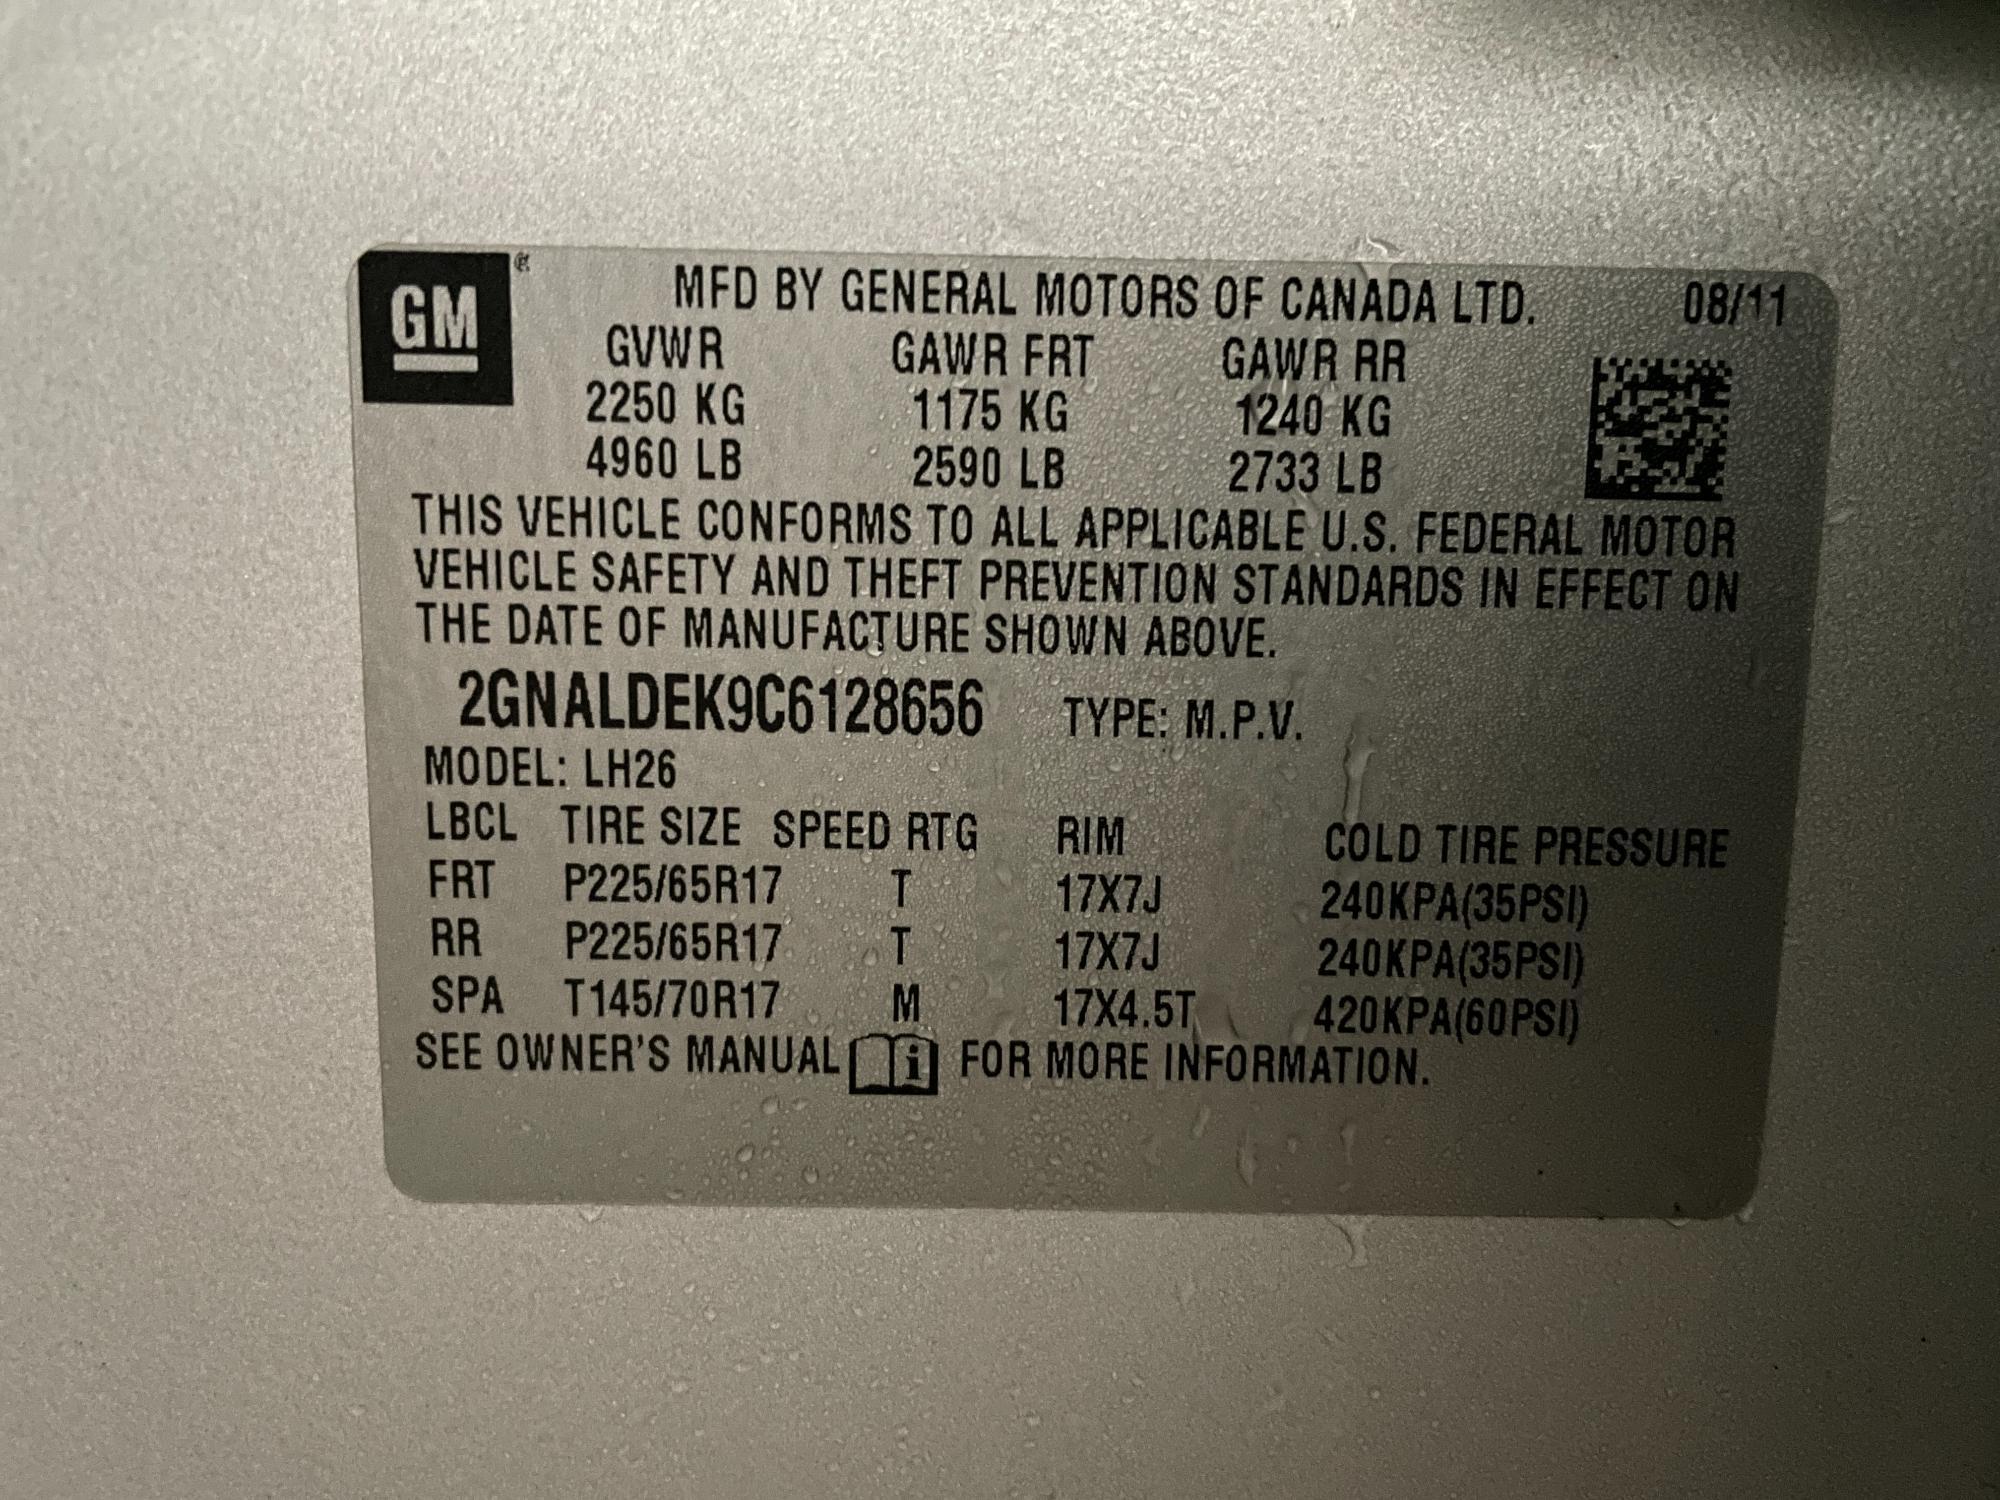 GM
MFD BY GENERAL MOTORS OF CANADA LTD. 08/11
GVWR GAWR FRT GAWR RR
2250 KG 1175 KG 1240 KG
4960 LB 2590 LB 2733 LB
THIS VEHICLE CONFORMS TO ALL APPLICABLE U.S. FEDERAL MOTOR
VEHICLE SAFETY AND THEFT PREVENTION STANDARDS IN EFFECT ON
THE DATE OF MANUFACTURE SHOWN ABOVE.
2GNALDEK9C6128656 TYPE: M.P.V.
MODEL: LH26
LBCL TIRE SIZE SPEED RTG RIM COLD TIRE PRESSURE
FRT P225/65R17 T 17X7J 240KPA(35PSI)
RR P225/65R17 T 17X7J 240KPA(35PSI)
SPA T145/70R17 M 17X4.5T 420KPA(60PSI)
SEE OWNER'S MANUAL i FOR MORE INFORMATION.